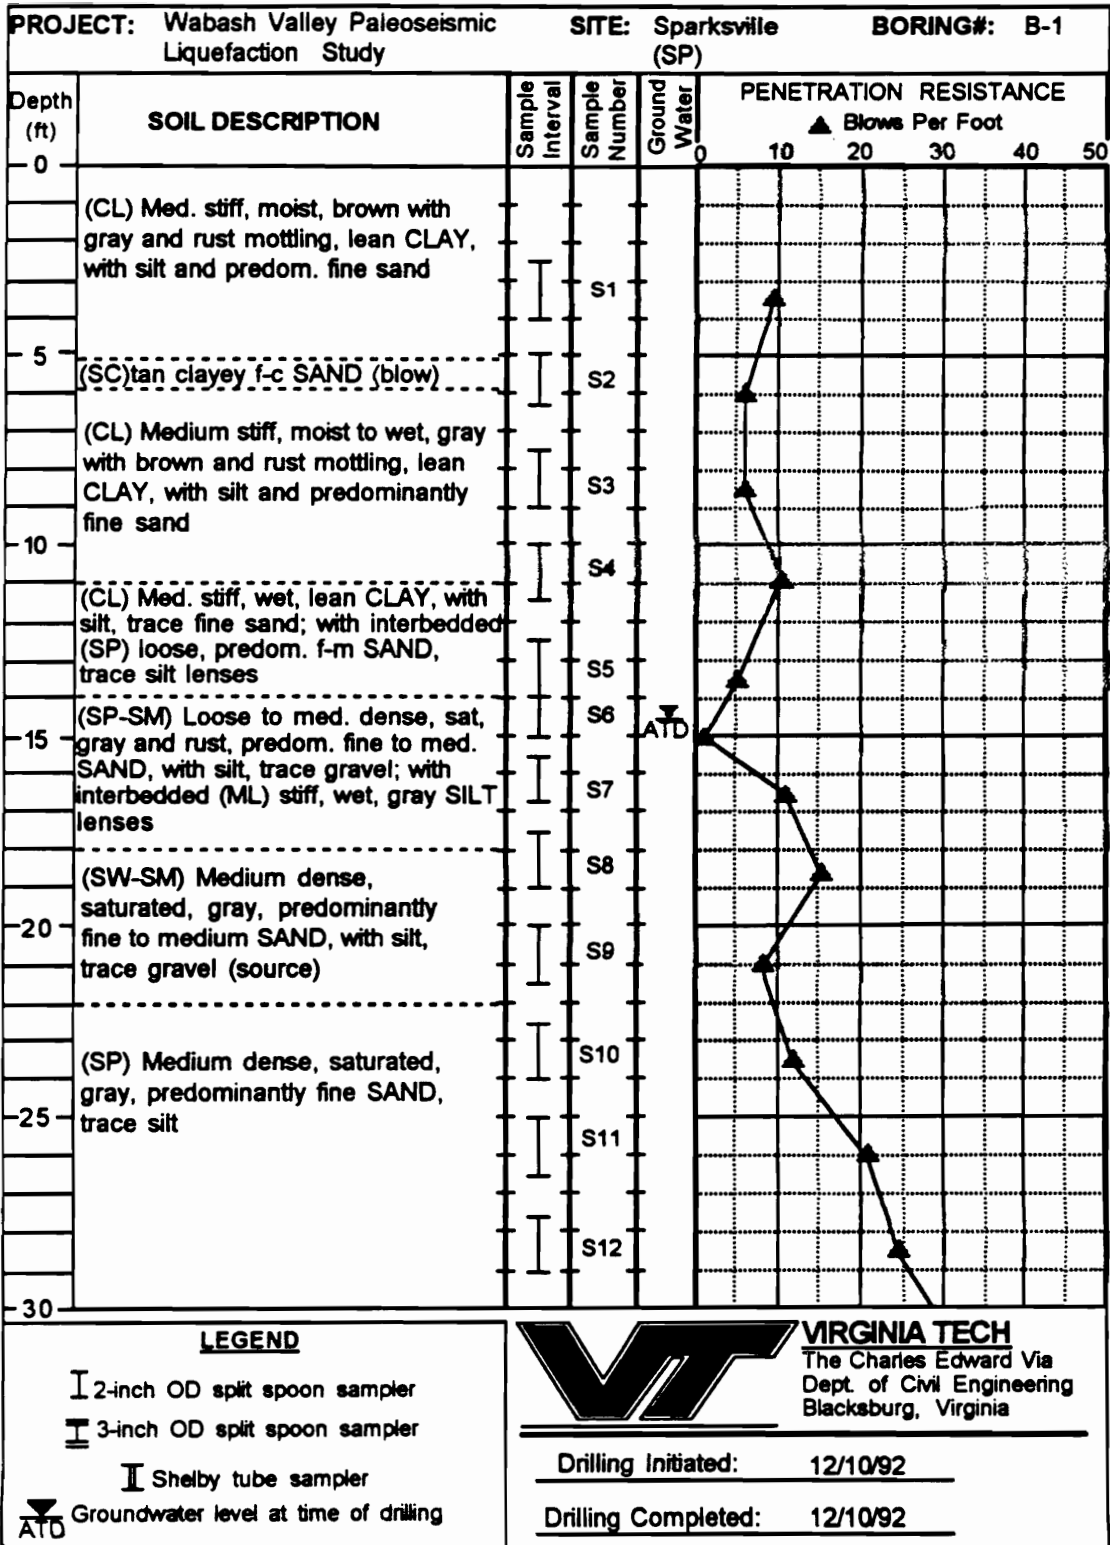 PROJECT: Wabash Valley Paleoseismic Liquefaction Study
SITE: Sparksville (SP)
BORING#: B-1
Depth (ft)
SOIL DESCRIPTION
Sample Interval
Sample Number
Ground Water
PENETRATION RESISTANCE
▲ Blows Per Foot
0 10 20 30 40 50
0
(CL) Med. stiff, moist, brown with
gray and rust mottling, lean CLAY,
with silt and predom. fine sand
S1
5
(SC)tan clayey f-c SAND (blow)
S2
(CL) Medium stiff, moist to wet, gray
with brown and rust mottling, lean
CLAY, with silt and predominantly
fine sand
S3
10
S4
(CL) Med. stiff, wet, lean CLAY, with
silt, trace fine sand; with interbedded
(SP) loose, predom. f-m SAND,
trace silt lenses
S5
(SP-SM) Loose to med. dense, sat,
gray and rust, predom. fine to med.
SAND, with silt, trace gravel; with
interbedded (ML) stiff, wet, gray SILT
lenses
S6
ATD
15
S7
S8
(SW-SM) Medium dense,
saturated, gray, predominantly
fine to medium SAND, with silt,
trace gravel (source)
20
S9
(SP) Medium dense, saturated,
gray, predominantly fine SAND,
trace silt
S10
25
S11
S12
30
LEGEND
2-inch OD split spoon sampler
3-inch OD split spoon sampler
Shelby tube sampler
ATD Groundwater level at time of drilling
VT
VIRGINIA TECH
The Charles Edward Via
Dept. of Civil Engineering
Blacksburg, Virginia
Drilling Initiated: 12/10/92
Drilling Completed: 12/10/92